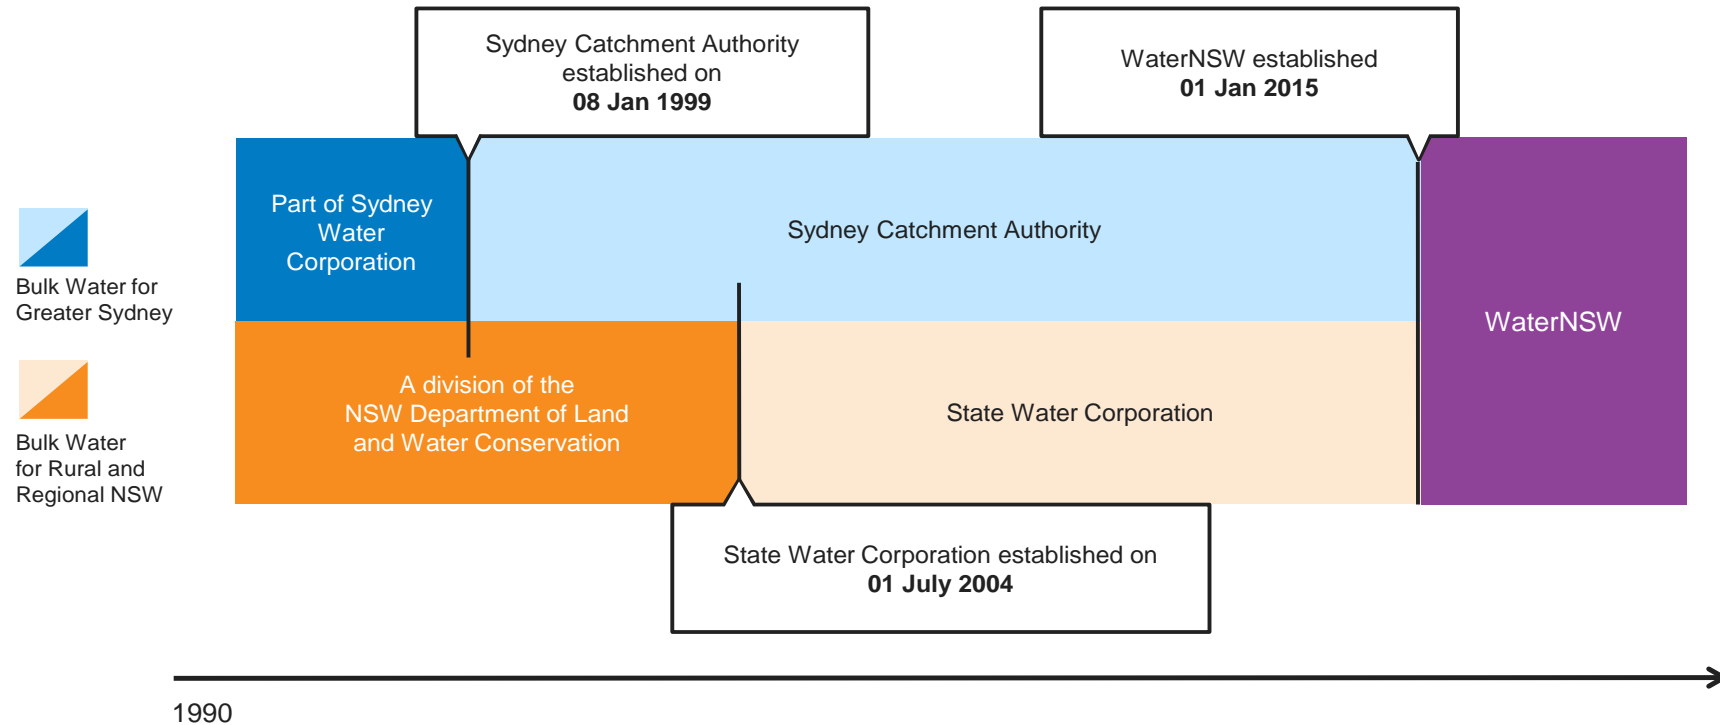 Sydney Catchment Authority
established on
08 Jan 1999
WaterNSW established
01 Jan 2015
Part of Sydney
Water
Corporation
Sydney Catchment Authority
Bulk Water for
Greater Sydney
WaterNSW
A division of the
NSW Department of Land
and Water Conservation
State Water Corporation
Bulk Water
for Rural and
Regional NSW
State Water Corporation established on
01 July 2004
1990